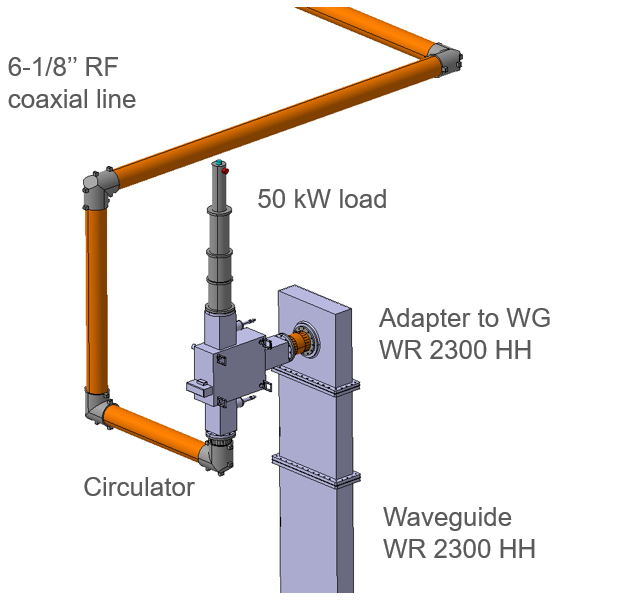 6-1/8’’ RF
coaxial line
50 kW load
Adapter to WG
WR 2300 HH
Circulator
Waveguide
WR 2300 HH